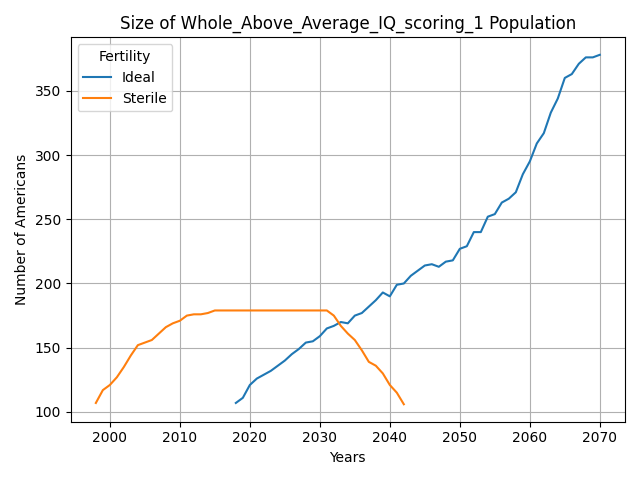 Size of Whole_Above_Average_IQ_scoring_1 Population
Fertility
Ideal
Sterile
Number of Americans
350
300
250
200
150
100
2000 2010 2020 2030 2040 2050 2060 2070
Years